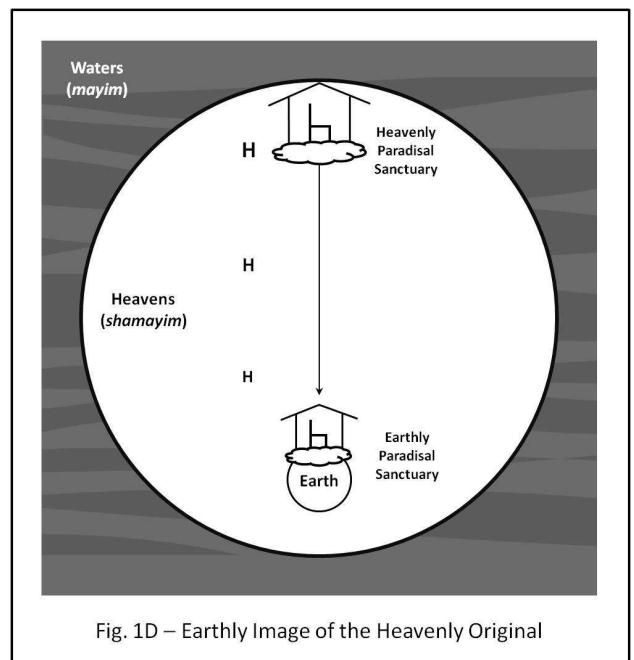 Waters
(mayim)
H
Heavenly
Paradisal
Sanctuary
H
Heavens
(shamayim)
H
Earthly
Paradisal
Sanctuary
Earth
Fig. 1D – Earthly Image of the Heavenly Original